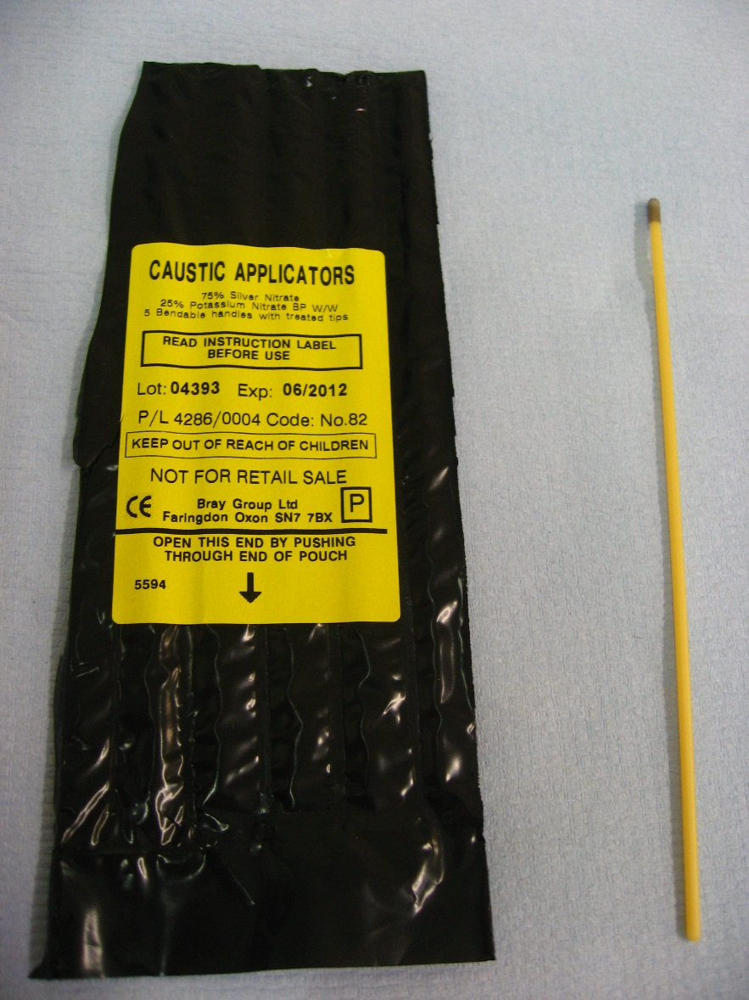 CAUSTIC APPLICATORS
75% Silver Nitrate
25% Potassium Nitrate BP W/W
5 Bendable handles with treated tips
READ INSTRUCTION LABEL
BEFORE USE
Lot: 04393 Exp: 06/2012
P/L 4286/0004 Code: No.82
KEEP OUT OF REACH OF CHILDREN
NOT FOR RETAIL SALE
CE Bray Group Ltd P
Faringdon Oxon SN7 7BX
OPEN THIS END BY PUSHING
THROUGH END OF POUCH
5594